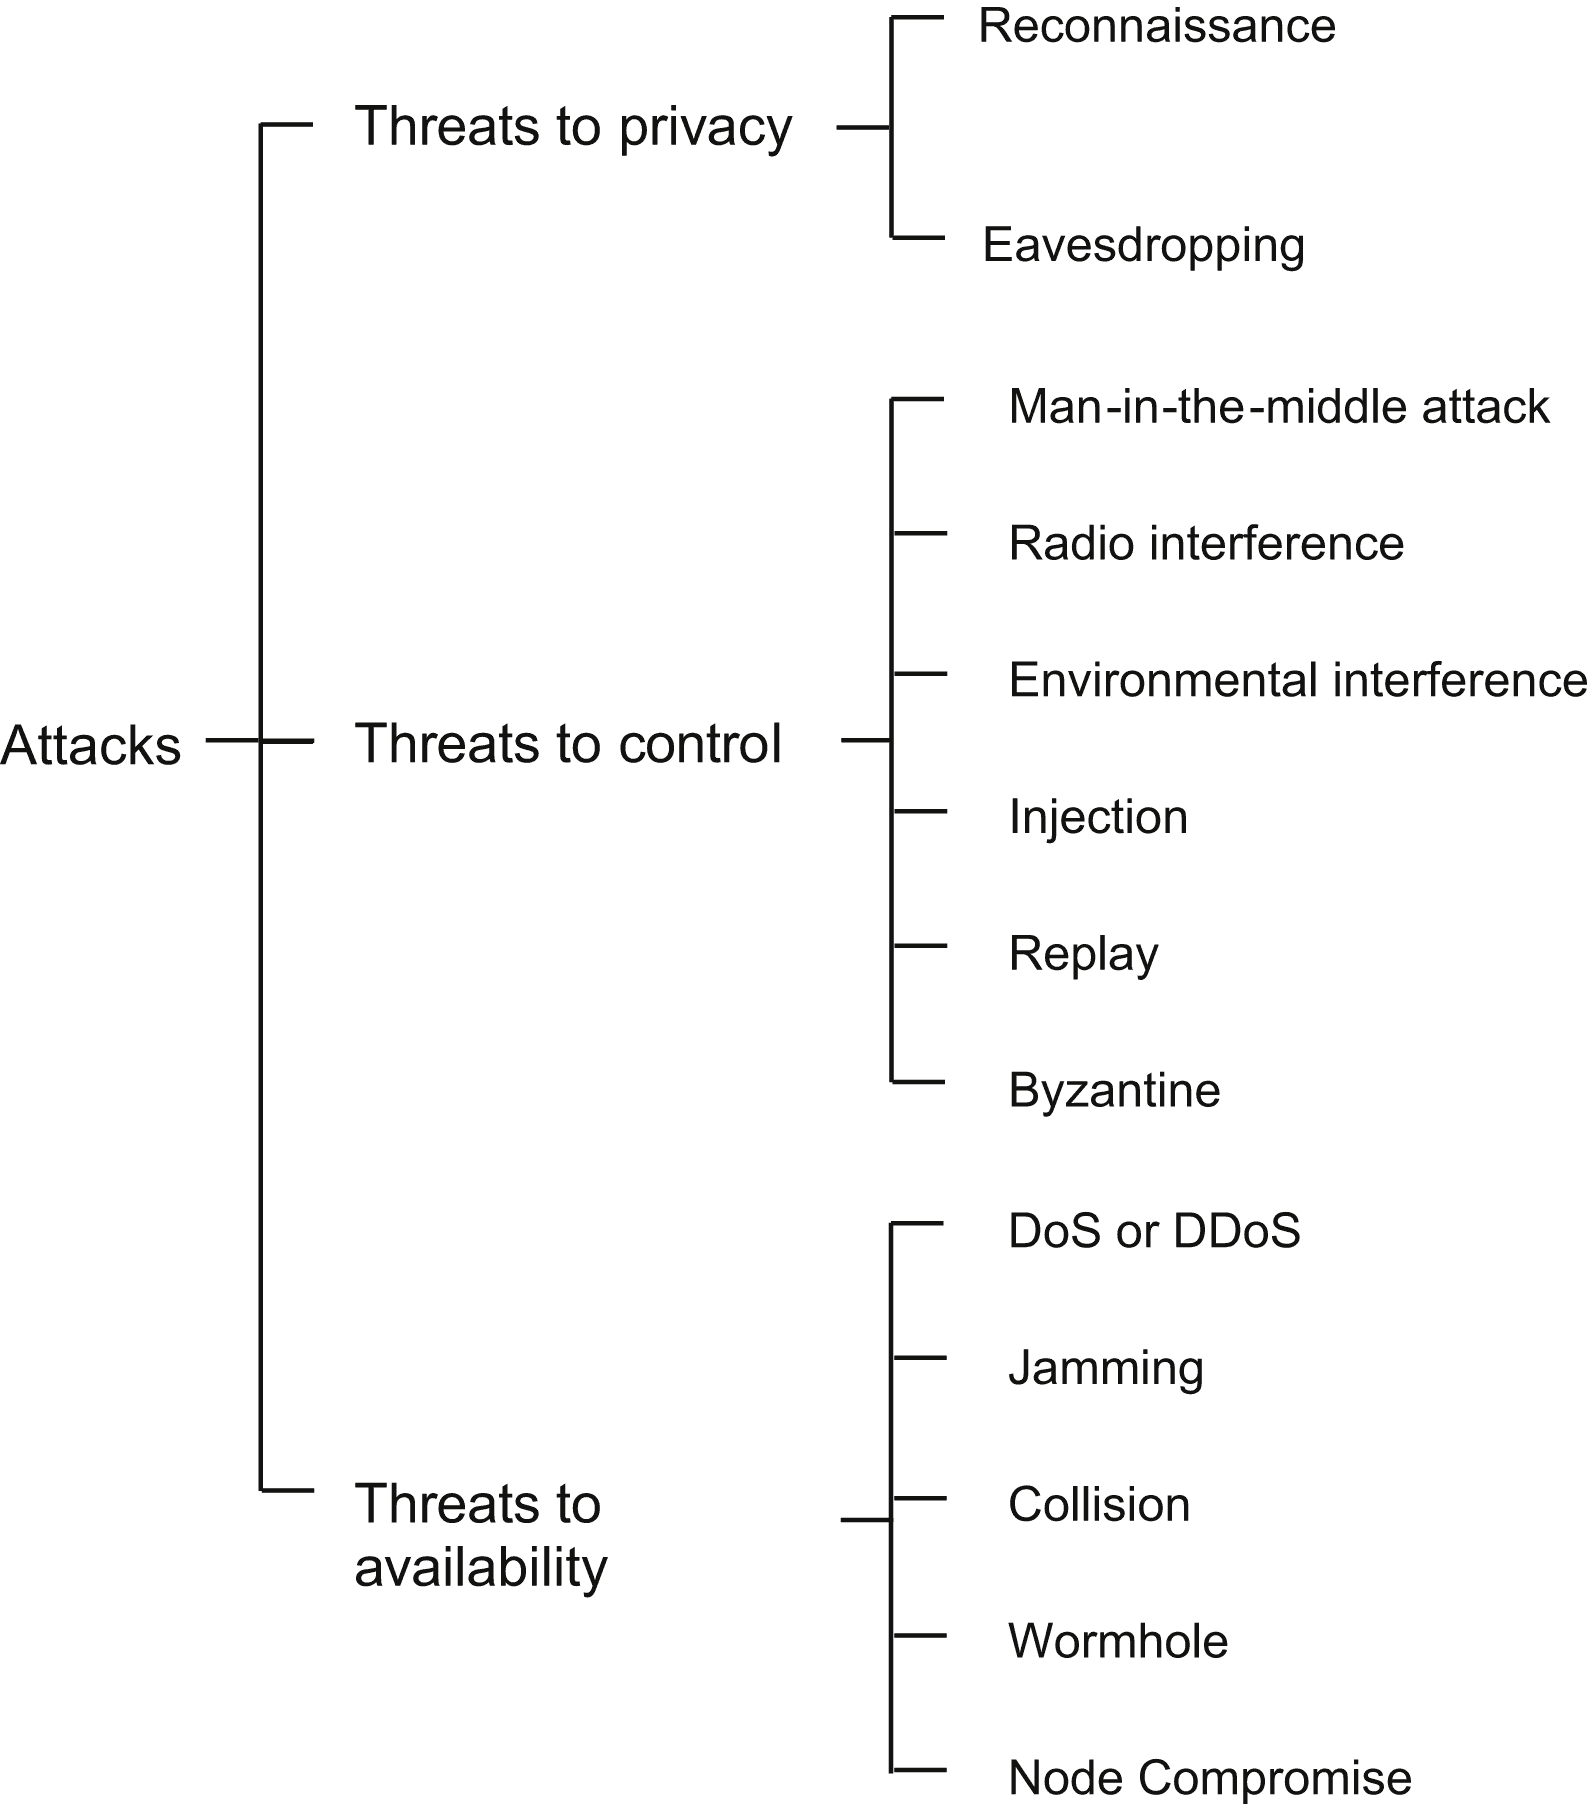 Reconnaissance
Threats to privacy
Eavesdropping
Man-in-the-middle attack
Radio interference
Environmental interference
Attacks
Threats to control
Injection
Replay
Byzantine
DoS or DDoS
Jamming
Threats to
availability
Collision
Wormhole
Node Compromise